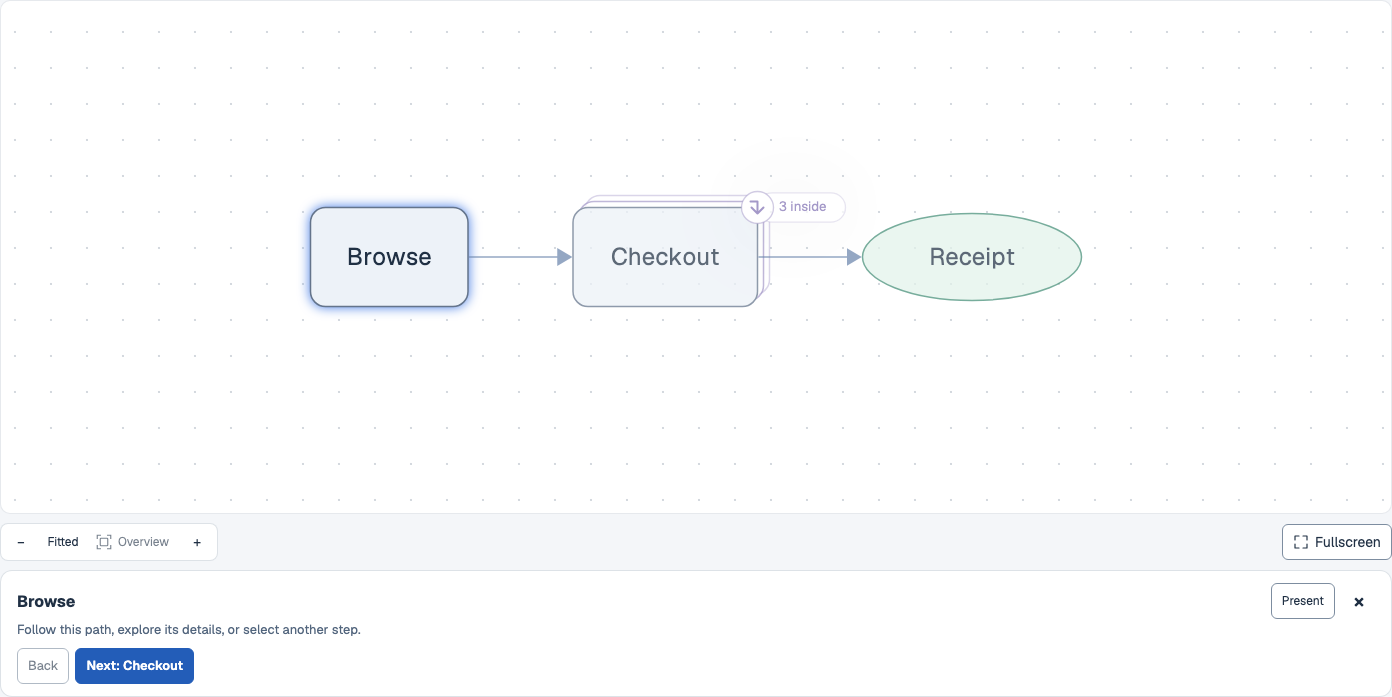 3 inside
Browse
Checkout
Receipt
− Fitted Overview +
Fullscreen
Browse
Present ×
Follow this path, explore its details, or select another step.
Back Next: Checkout